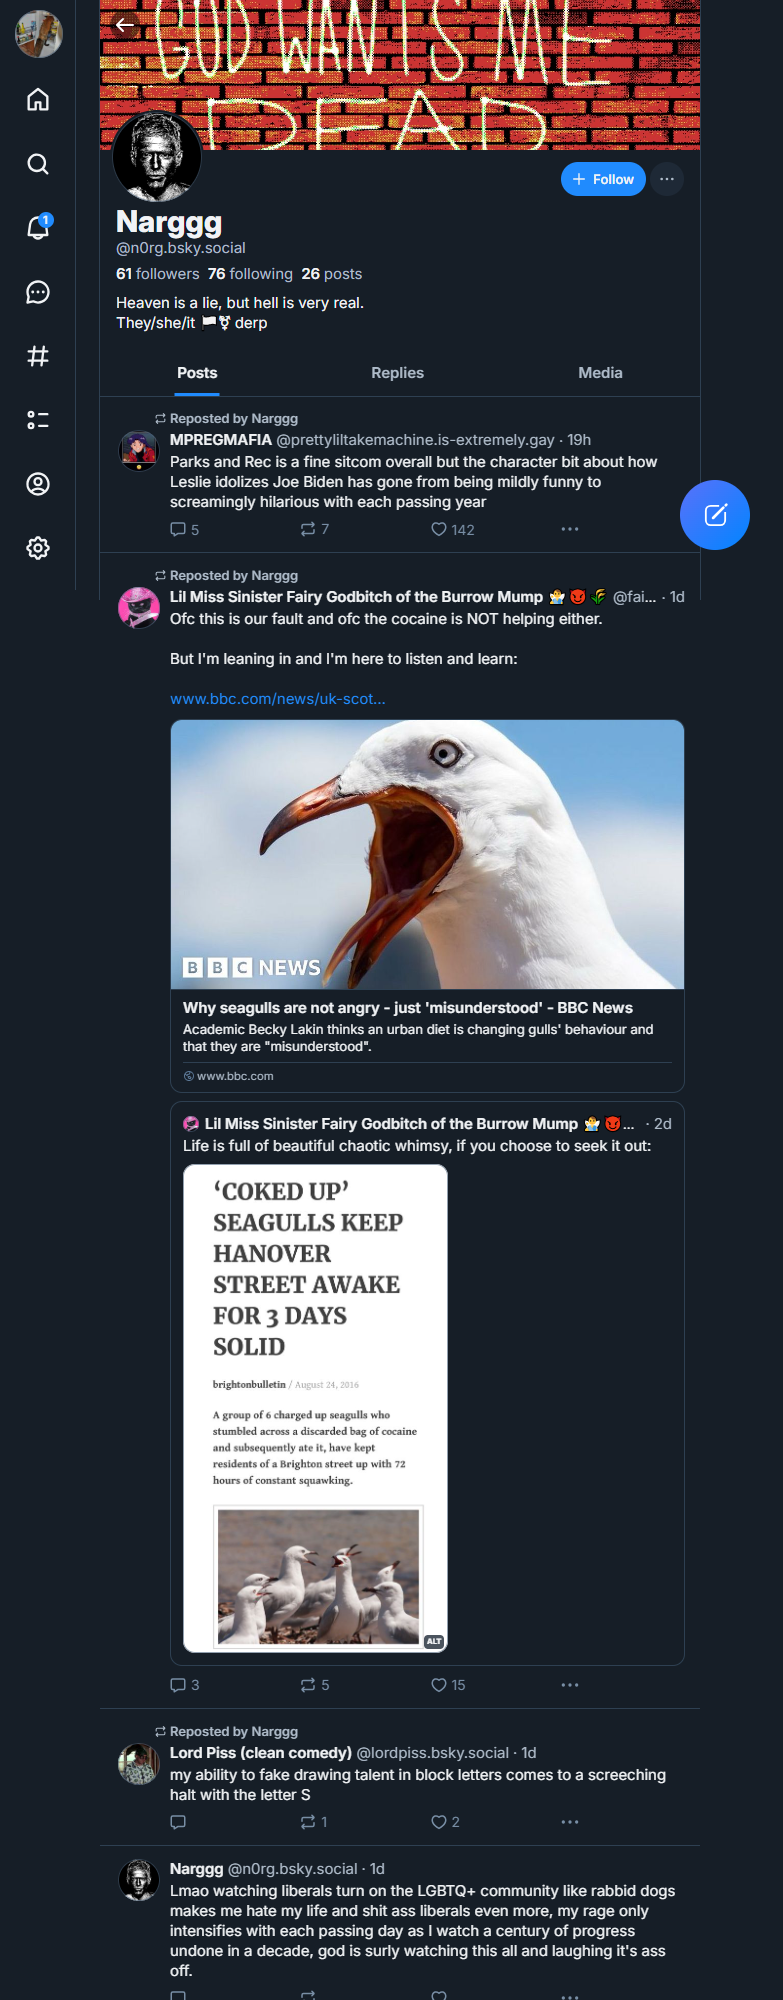 GOD WANTS ME
DEAD
Follow
1
Narggg
@n0rg.bsky.social
61 followers 76 following 26 posts
Heaven is a lie, but hell is very real.
They/she/it 🏳️‍⚧️ derp
Posts Replies Media
Reposted by Narggg
MPREGMAFIA @prettyliltakemachine.is-extremely.gay · 19h
Parks and Rec is a fine sitcom overall but the character bit about how
Leslie idolizes Joe Biden has gone from being mildly funny to
screamingly hilarious with each passing year
5 7 142
Reposted by Narggg
Lil Miss Sinister Fairy Godbitch of the Burrow Mump @fai... · 1d
Ofc this is our fault and ofc the cocaine is NOT helping either.
But I'm leaning in and I'm here to listen and learn:
www.bbc.com/news/uk-scot...
BBC NEWS
Why seagulls are not angry - just 'misunderstood' - BBC News
Academic Becky Lakin thinks an urban diet is changing gulls' behaviour and
that they are "misunderstood".
www.bbc.com
Lil Miss Sinister Fairy Godbitch of the Burrow Mump ... · 2d
Life is full of beautiful chaotic whimsy, if you choose to seek it out:
‘COKED UP’
SEAGULLS KEEP
HANOVER
STREET AWAKE
FOR 3 DAYS
SOLID
brightonbulletin / August 24, 2016
A group of 6 charged up seagulls who
stumbled across a discarded bag of cocaine
and subsequently ate it, have kept
residents of a Brighton street up with 72
hours of constant squawking.
ALT
3 5 15
Reposted by Narggg
Lord Piss (clean comedy) @lordpiss.bsky.social · 1d
my ability to fake drawing talent in block letters comes to a screeching
halt with the letter S
1 2
Narggg @n0rg.bsky.social · 1d
Lmao watching liberals turn on the LGBTQ+ community like rabbid dogs
makes me hate my life and shit ass liberals even more, my rage only
intensifies with each passing day as I watch a century of progress
undone in a decade, god is surly watching this all and laughing it's ass
off.